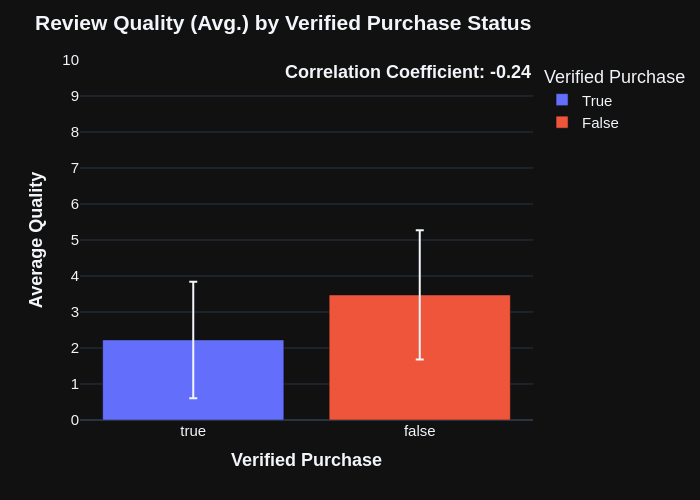 Review Quality (Avg.) by Verified Purchase Status
Correlation Coefficient: -0.24
Verified Purchase
True
False
10
9
8
7
6
5
4
3
2
1
0
Average Quality
true
false
Verified Purchase